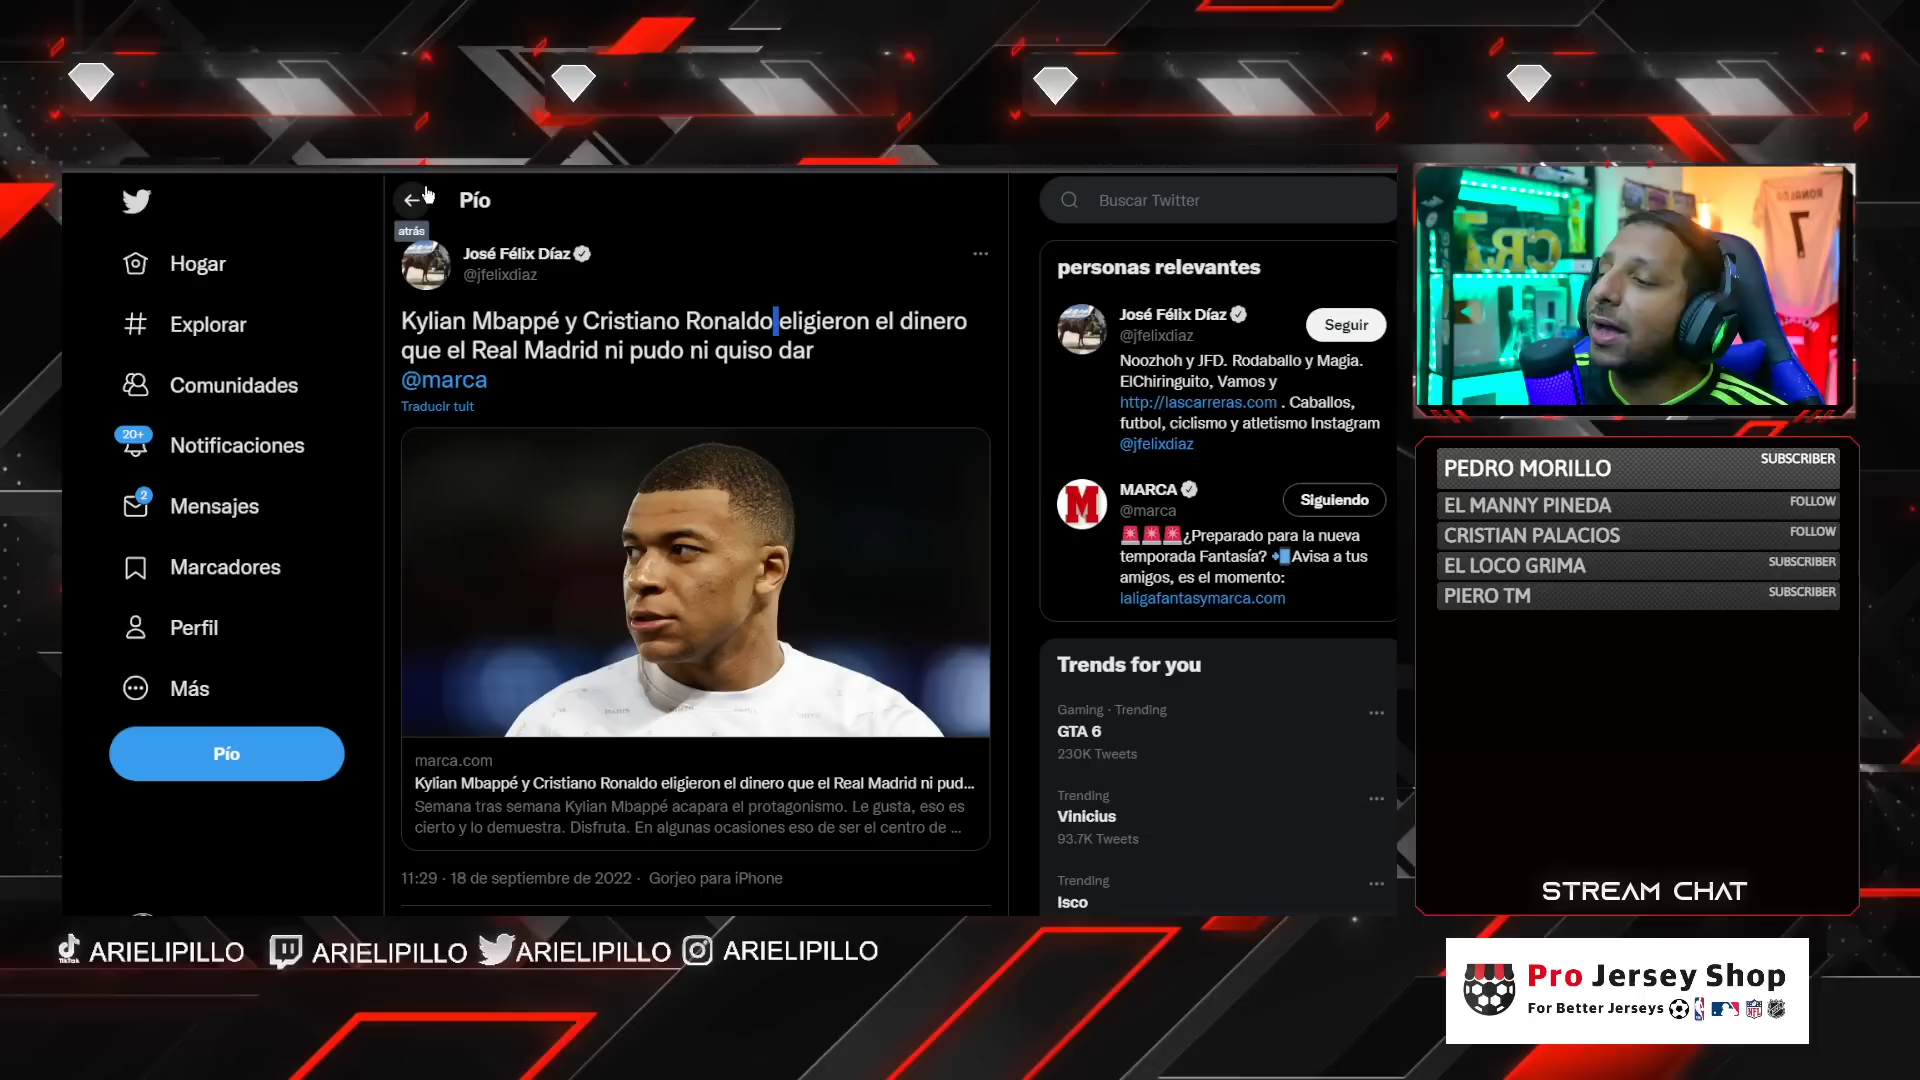 Pío
atrás
José Félix Díaz
@jfelixdiaz
Kylian Mbappé y Cristiano Ronaldo eligieron el dinero
que el Real Madrid ni pudo ni quiso dar
@marca
Traducir tuit
marca.com
Kylian Mbappé y Cristiano Ronaldo eligieron el dinero que el Real Madrid ni pud...
Semana tras semana Kylian Mbappé acapara el protagonismo. Le gusta, eso es
cierto y lo demuestra. Disfruta. En algunas ocasiones eso de ser el centro de ...
11:29 · 18 de septiembre de 2022 · Gorjeo para iPhone
Hogar
Explorar
Comunidades
20+
Notificaciones
2
Mensajes
Marcadores
Perfil
Más
Pío
Buscar Twitter
personas relevantes
José Félix Díaz
@jfelixdiaz
Seguir
Noozhoh y JFD. Rodaballo y Magia.
ElChiringuito, Vamos y
http://lascarreras.com . Caballos,
futbol, ciclismo y atletismo Instagram
@jfelixdiaz
M
MARCA
@marca
Siguiendo
¿Preparado para la nueva
temporada Fantasía? Avisa a tus
amigos, es el momento:
laligafantasymarca.com
Trends for you
Gaming · Trending
GTA 6
230K Tweets
Trending
Vinicius
93.7K Tweets
Trending
Isco
CR7
RONALDO
7
PEDRO MORILLO SUBSCRIBER
EL MANNY PINEDA FOLLOW
CRISTIAN PALACIOS FOLLOW
EL LOCO GRIMA SUBSCRIBER
PIERO TM SUBSCRIBER
STREAM CHAT
ARIELIPILLO ARIELIPILLO ARIELIPILLO ARIELIPILLO
Pro Jersey Shop
For Better Jerseys